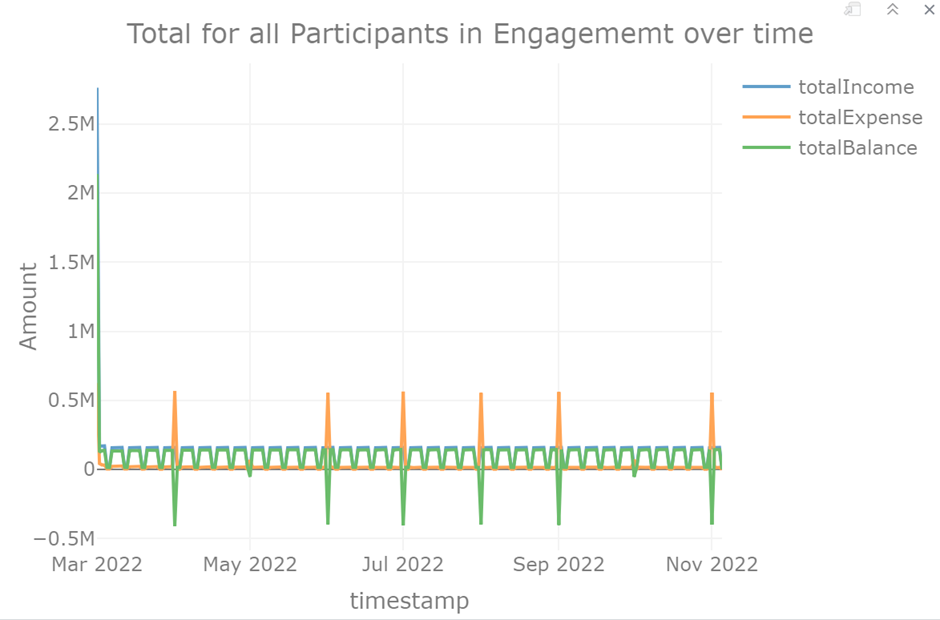 Total for all Participants in Engagememt over time
totalIncome
totalExpense
totalBalance
Amount
2.5M
2M
1.5M
1M
0.5M
0
−0.5M
Mar 2022
May 2022
Jul 2022
Sep 2022
Nov 2022
timestamp